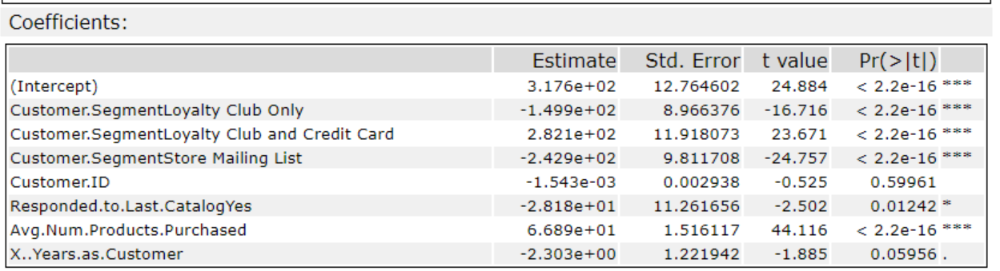 Coefficients:
Estimate Std. Error t value Pr(>|t|)
(Intercept) 3.176e+02 12.764602 24.884 < 2.2e-16 ***
Customer.SegmentLoyalty Club Only -1.499e+02 8.966376 -16.716 < 2.2e-16 ***
Customer.SegmentLoyalty Club and Credit Card 2.821e+02 11.918073 23.671 < 2.2e-16 ***
Customer.SegmentStore Mailing List -2.429e+02 9.811708 -24.757 < 2.2e-16 ***
Customer.ID -1.543e-03 0.002938 -0.525 0.59961
Responded.to.Last.CatalogYes -2.818e+01 11.261656 -2.502 0.01242 *
Avg.Num.Products.Purchased 6.689e+01 1.516117 44.116 < 2.2e-16 ***
X..Years.as.Customer -2.303e+00 1.221942 -1.885 0.05956 .